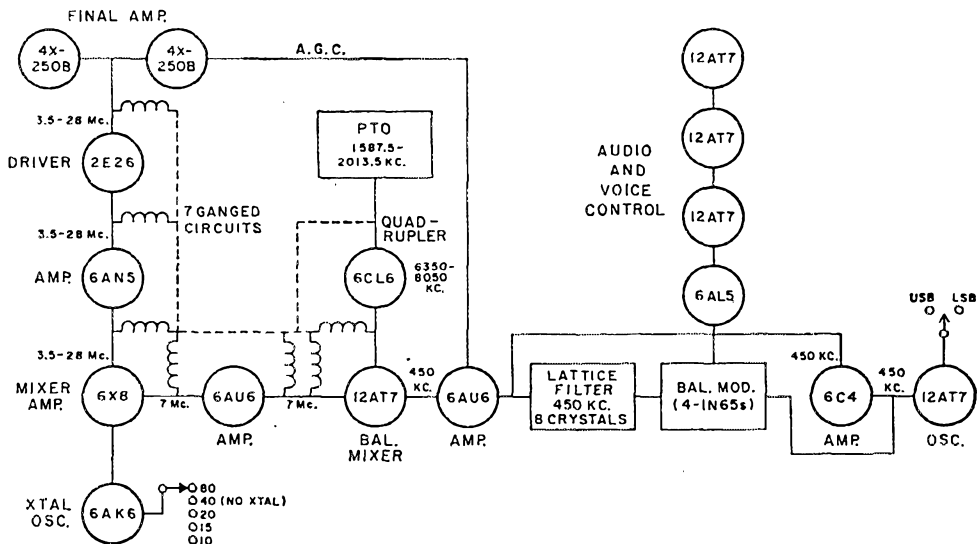 FINAL AMP.
4X-
250B
4X-
250B
A.G.C.
3.5-28 Mc.
DRIVER
2E26
3.5-28 Mc.
7 GANGED
CIRCUITS
AMP.
6AN5
3.5-28 Mc.
MIXER
AMP.
6X8
7 Mc.
6AU6
AMP.
7 Mc.
XTAL
OSC.
6AK6
80
40 (NO XTAL)
20
15
10
PTO
1587.5-
2013.5 KC.
QUAD-
RUPLER
6CL6
6350-
8050
KC.
12AT7
BAL.
MIXER
450
KC.
6AU6
AMP.
LATTICE
FILTER
450 KC.
8 CRYSTALS
BAL. MOD.
(4-IN65s)
AUDIO
AND
VOICE
CONTROL
12AT7
12AT7
12AT7
6AL5
450 KC.
6C4
AMP.
450
KC.
12AT7
OSC.
USB
LSB